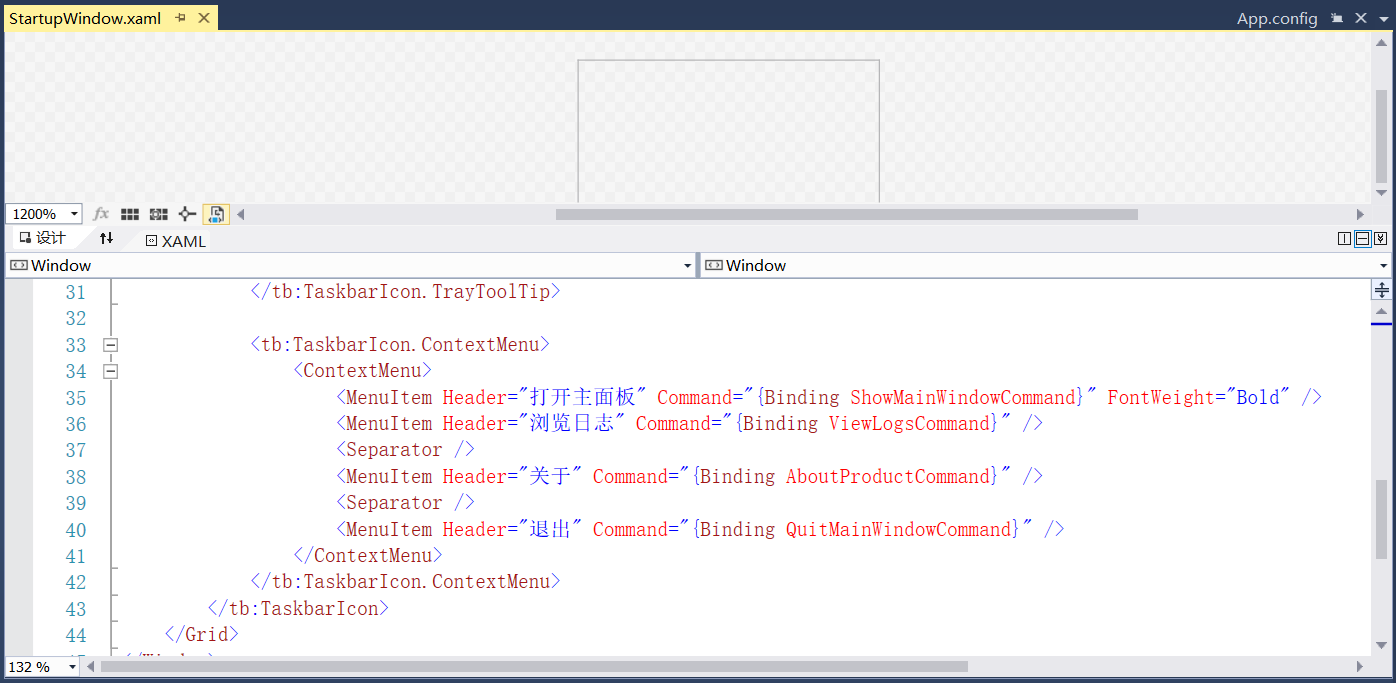 StartupWindow.xaml
App.config
1200%
fx
设计
XAML
Window
Window
31 </tb:TaskbarIcon.TrayToolTip>
32
33 <tb:TaskbarIcon.ContextMenu>
34 <ContextMenu>
35 <MenuItem Header="打开主面板" Command="{Binding ShowMainWindowCommand}" FontWeight="Bold" />
36 <MenuItem Header="浏览日志" Command="{Binding ViewLogsCommand}" />
37 <Separator />
38 <MenuItem Header="关于" Command="{Binding AboutProductCommand}" />
39 <Separator />
40 <MenuItem Header="退出" Command="{Binding QuitMainWindowCommand}" />
41 </ContextMenu>
42 </tb:TaskbarIcon.ContextMenu>
43 </tb:TaskbarIcon>
44 </Grid>
132 %